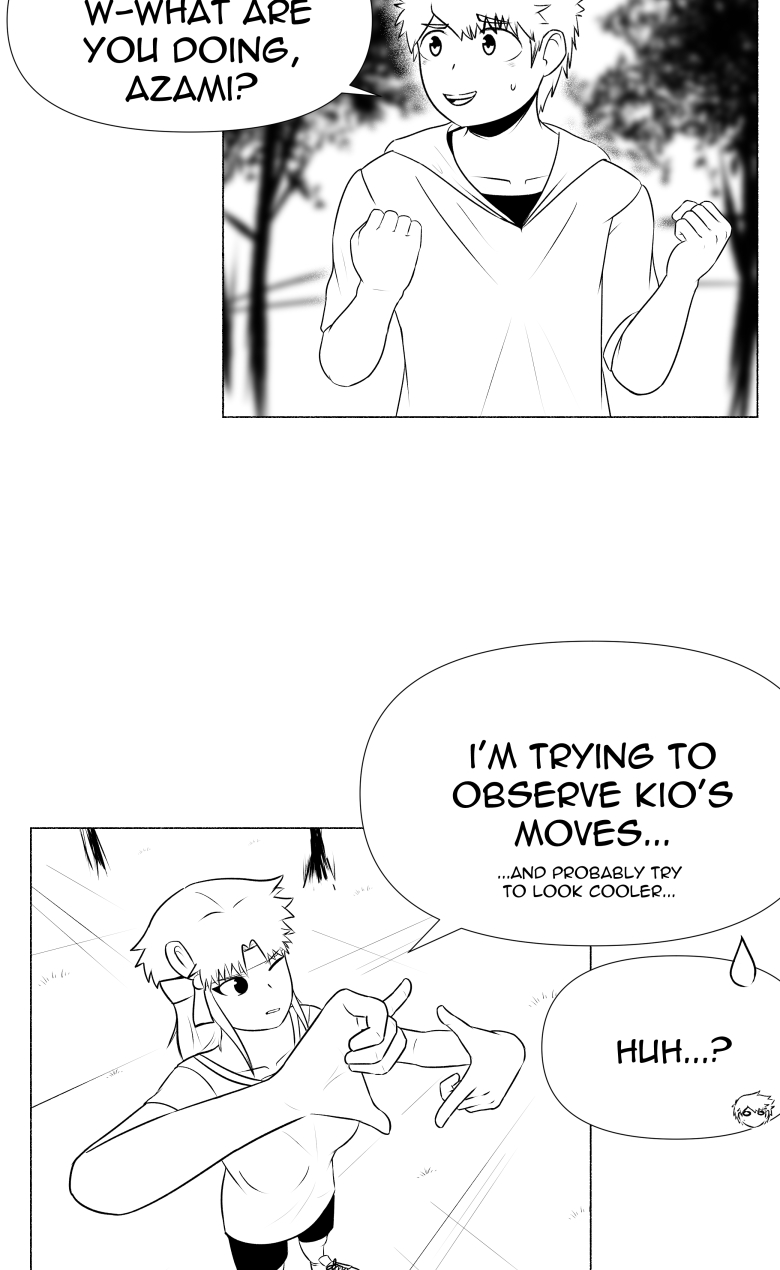 W-WHAT ARE
YOU DOING,
AZAMI?
I'M TRYING TO
OBSERVE KIO'S
MOVES...
...AND PROBABLY TRY
TO LOOK COOLER...
HUH...?